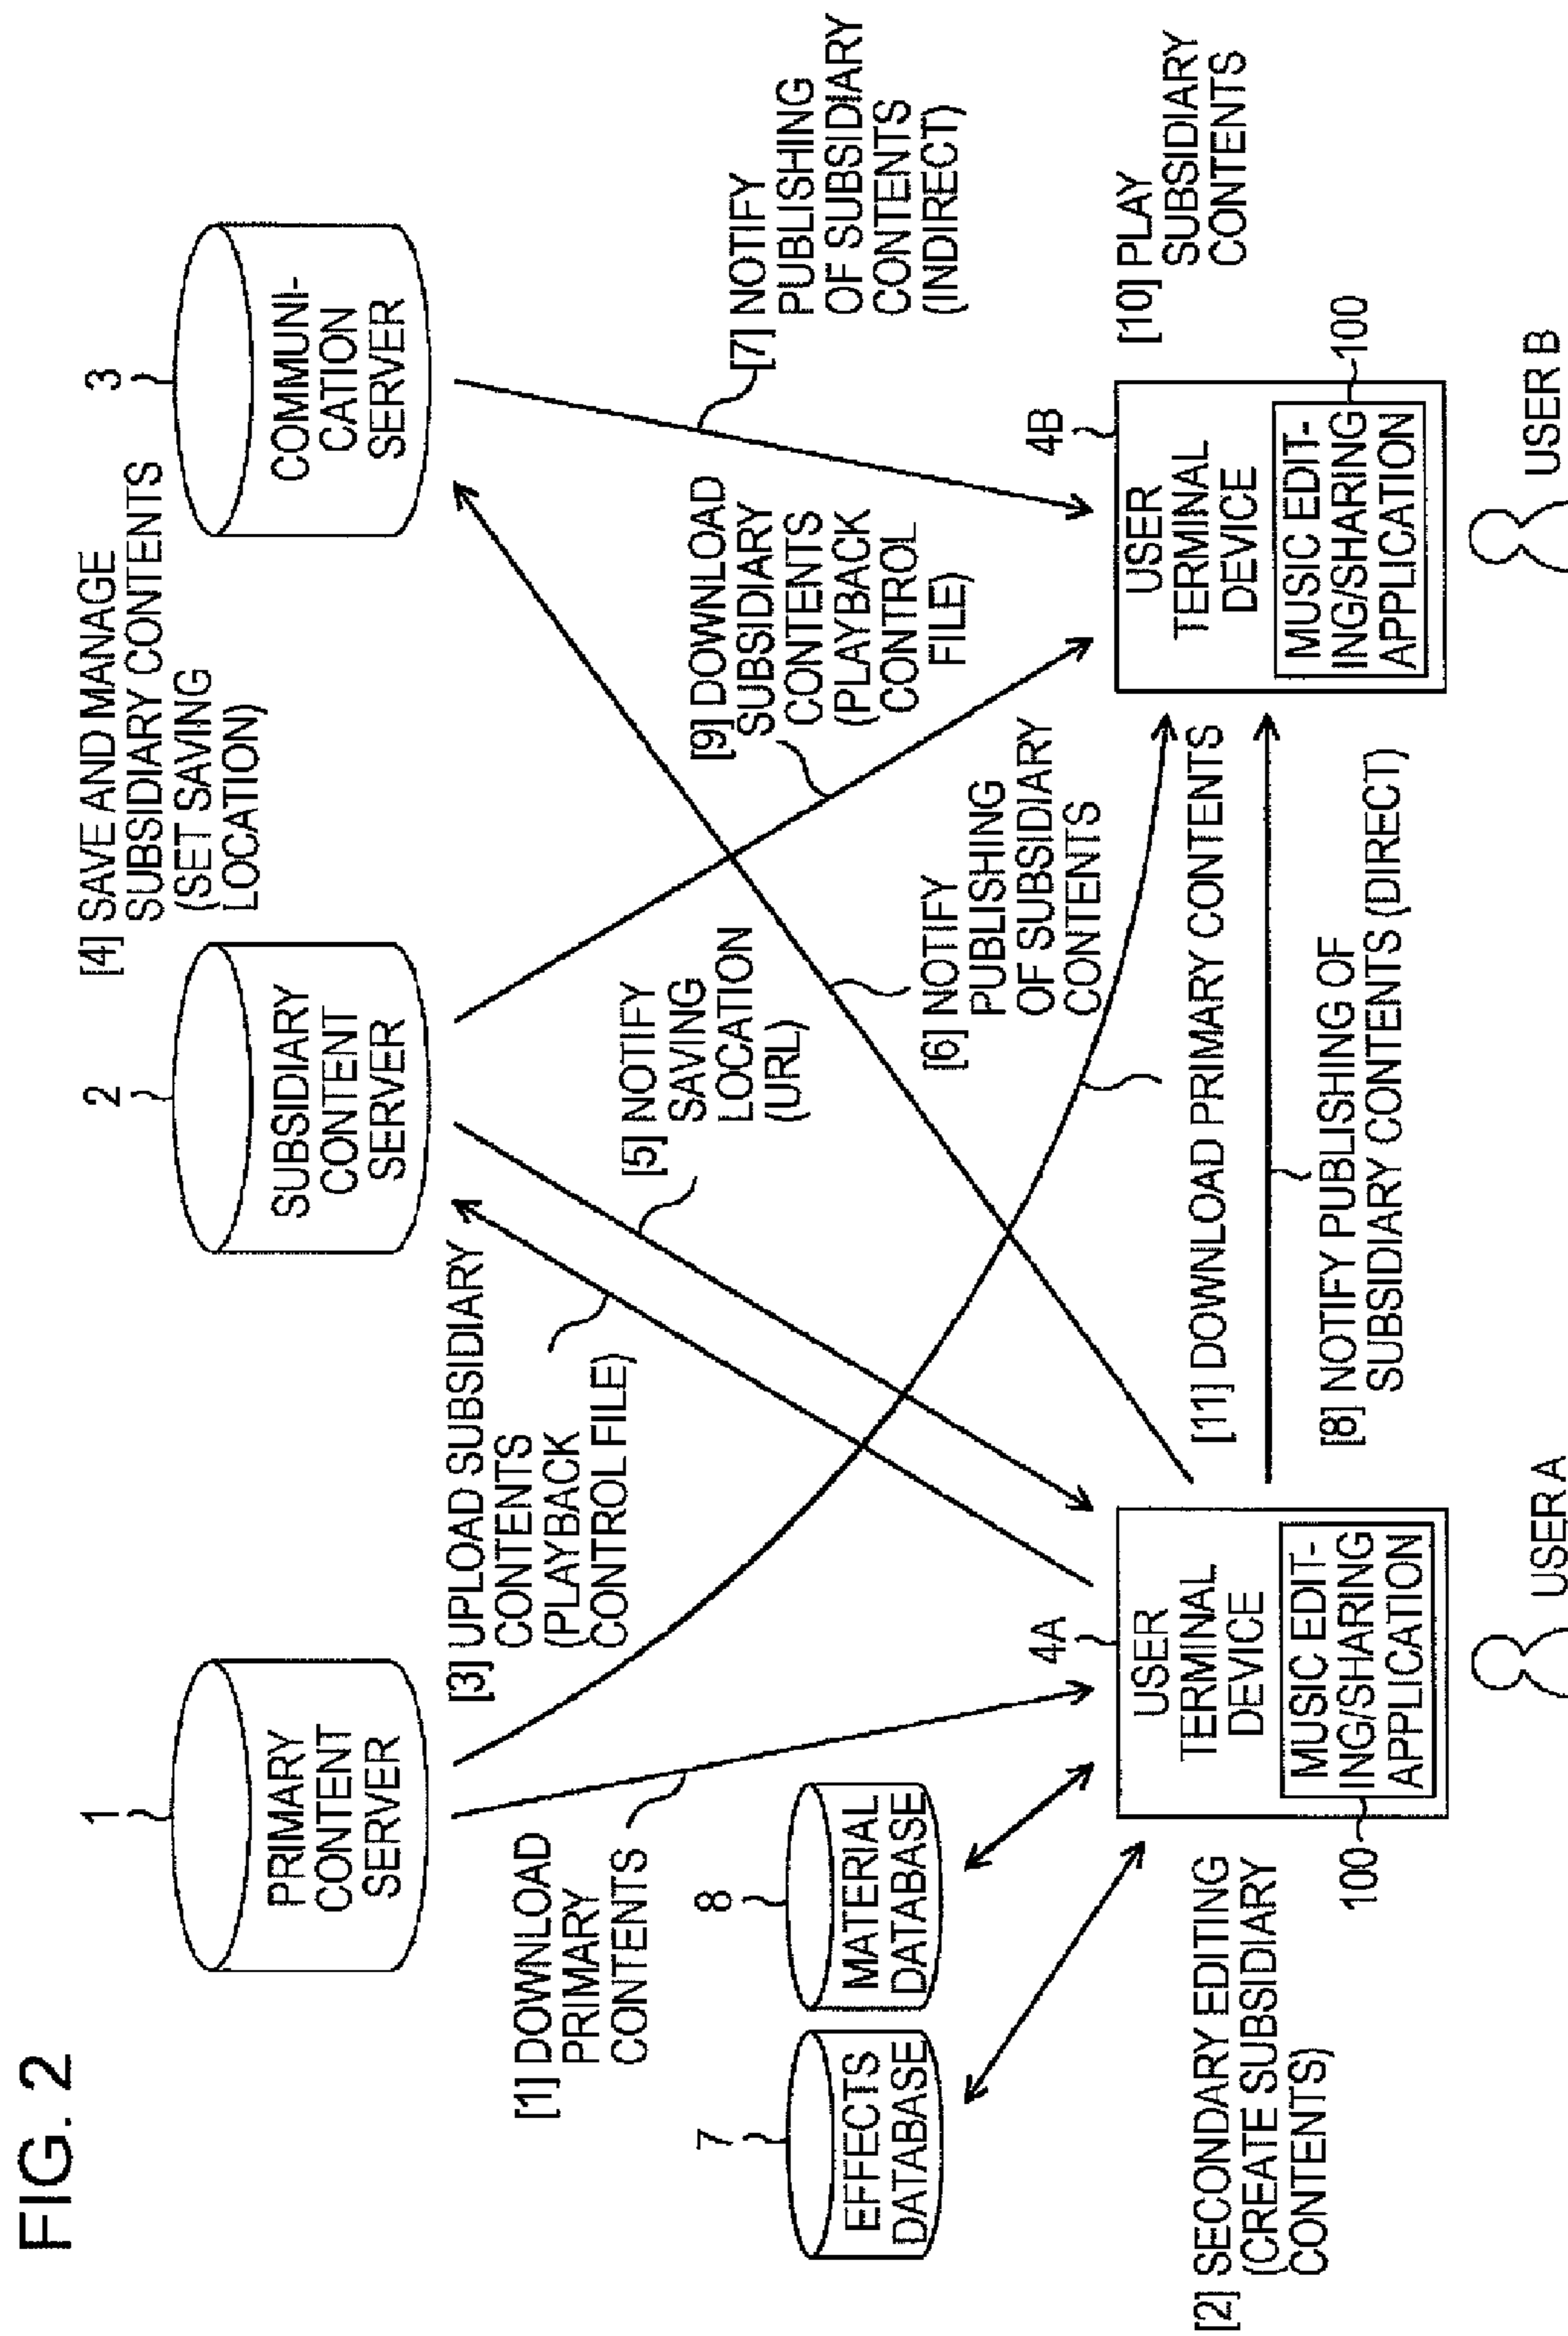 FIG. 2
1
PRIMARY
CONTENT
SERVER
2
SUBSIDIARY
CONTENT
SERVER
[4] SAVE AND MANAGE
SUBSIDIARY CONTENTS
(SET SAVING
LOCATION)
3
COMMUNI-
CATION
SERVER
[1] DOWNLOAD
PRIMARY
CONTENTS
[3] UPLOAD SUBSIDIARY
CONTENTS
(PLAYBACK
CONTROL FILE)
[5] NOTIFY
SAVING
LOCATION
(URL)
[9] DOWNLOAD
SUBSIDIARY
CONTENTS
(PLAYBACK
CONTROL
FILE)
[7] NOTIFY
PUBLISHING
OF SUBSIDIARY
CONTENTS
(INDIRECT)
7
EFFECTS
DATABASE
8
MATERIAL
DATABASE
[6] NOTIFY
PUBLISHING
OF SUBSIDIARY
CONTENTS
[2] SECONDARY EDITING
(CREATE SUBSIDIARY
CONTENTS)
4A
USER
TERMINAL
DEVICE
MUSIC EDIT-
ING/SHARING
APPLICATION
100
USER A
[11] DOWNLOAD PRIMARY CONTENTS
[8] NOTIFY PUBLISHING OF
SUBSIDIARY CONTENTS (DIRECT)
4B
USER
TERMINAL
DEVICE
MUSIC EDIT-
ING/SHARING
APPLICATION
100
USER B
[10] PLAY
SUBSIDIARY
CONTENTS